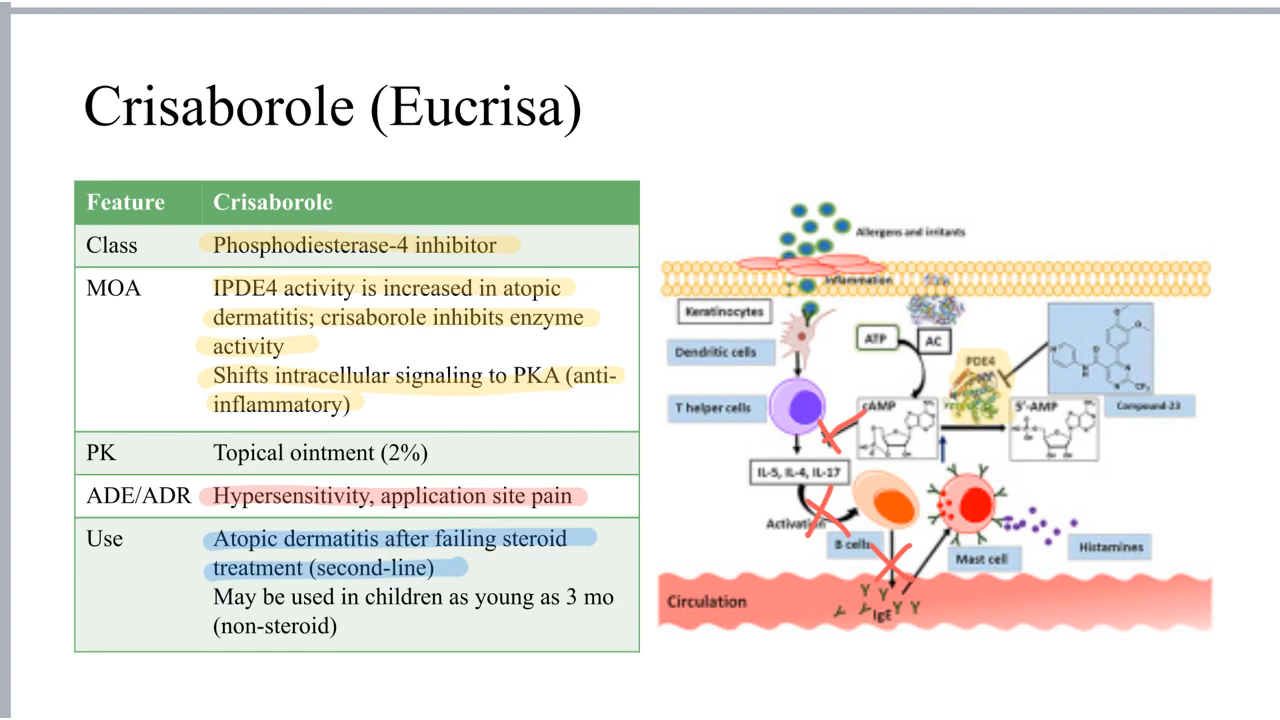 Crisaborole (Eucrisa)
Feature Crisaborole
Class Phosphodiesterase-4 inhibitor
MOA IPDE4 activity is increased in atopic
dermatitis; crisaborole inhibits enzyme
activity
Shifts intracellular signaling to PKA (anti-
inflammatory)
PK Topical ointment (2%)
ADE/ADR Hypersensitivity, application site pain
Use Atopic dermatitis after failing steroid
treatment (second-line)
May be used in children as young as 3 mo
(non-steroid)
Allergens and irritants
Inflammation
Keratinocytes
ATP
AC
Dendritic cells
PDE4
T helper cells
cAMP
5'-AMP
Compound-23
IL-5, IL-4, IL-17
Activation
B cells
Mast cell
Histamines
Circulation
IgE